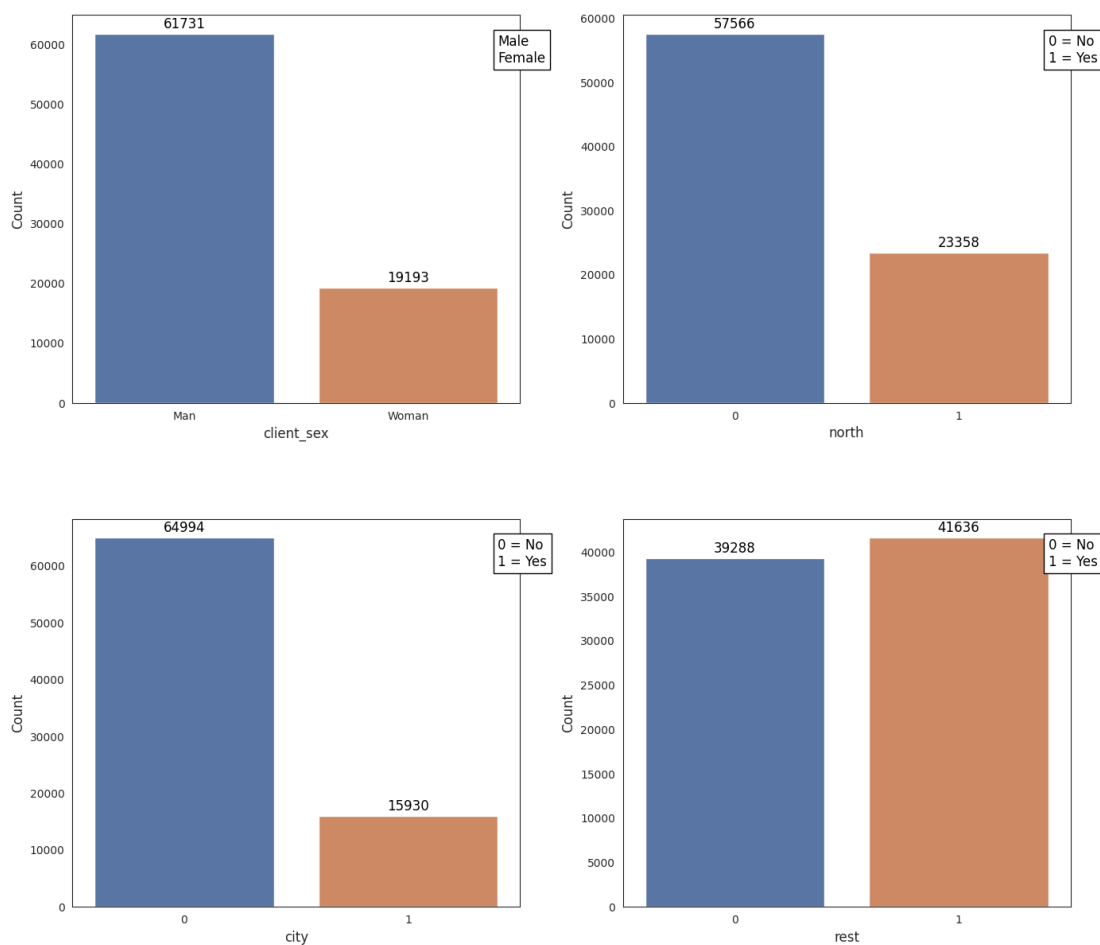 61731
60000
50000
40000
30000
20000
10000
0
Count
19193
Male
Female
Man
Woman
client_sex
57566
60000
50000
40000
30000
20000
10000
0
Count
23358
0 = No
1 = Yes
0
1
north
64994
60000
50000
40000
30000
20000
10000
0
Count
15930
0 = No
1 = Yes
0
1
city
41636
39288
40000
35000
30000
25000
20000
15000
10000
5000
0
Count
0 = No
1 = Yes
0
1
rest